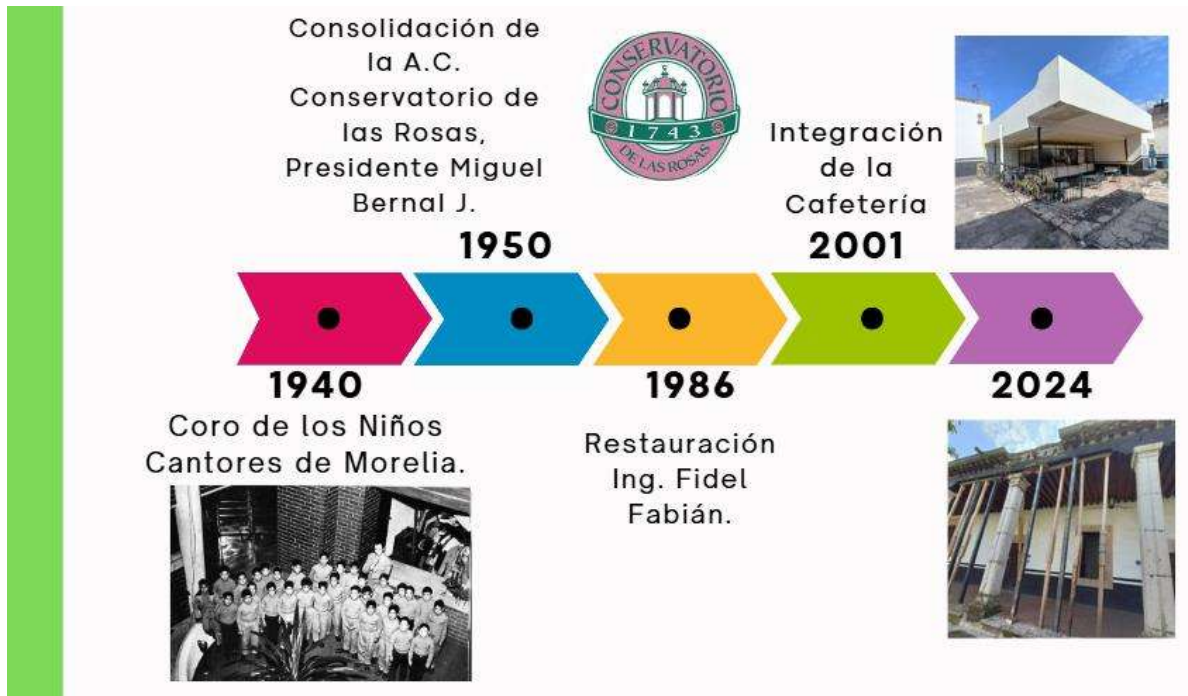 Consolidación de
la A.C.
Conservatorio de
las Rosas,
Presidente Miguel
Bernal J.
1950
CONSERVATORIO
1743
DE LAS ROSAS
Integración
de la
Cafetería
2001
1940
Coro de los Niños
Cantores de Morelia.
1986
Restauración
Ing. Fidel
Fabián.
2024